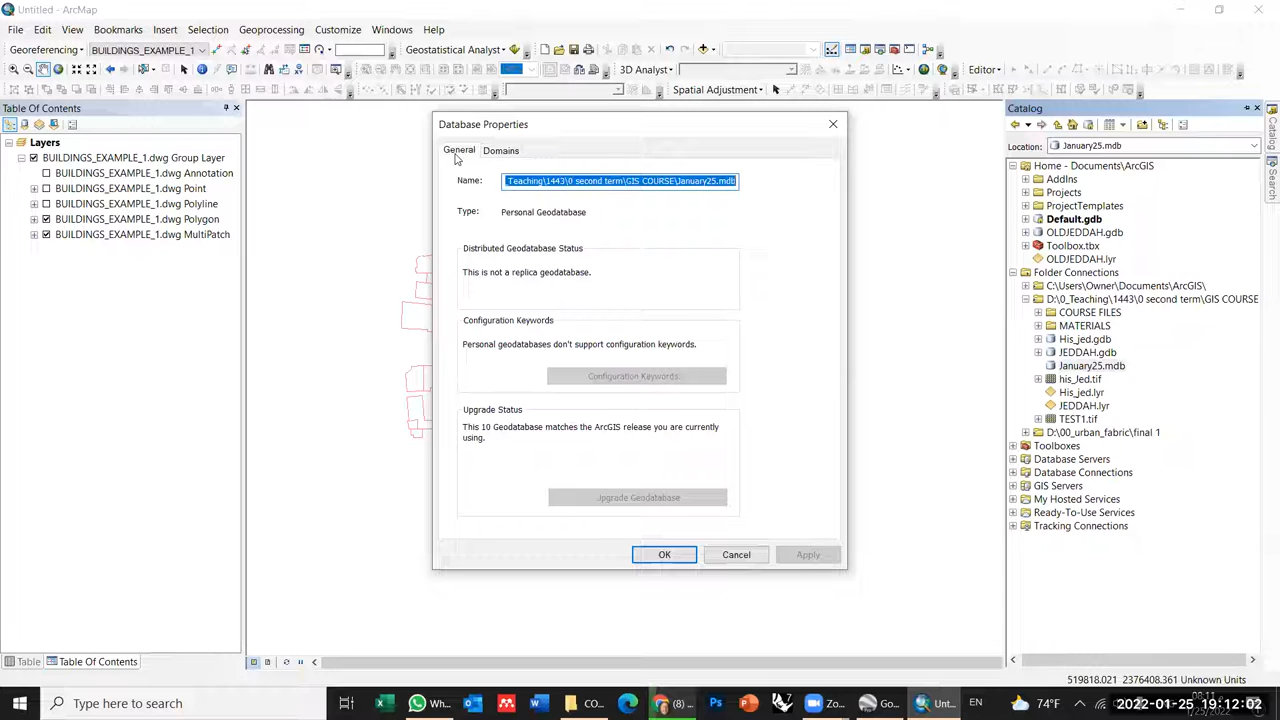 Untitled - ArcMap
File Edit View Bookmarks Insert Selection Geoprocessing Customize Windows Help
Georeferencing BUILDINGS_EXAMPLE_1 Geostatistical Analyst
3D Analyst Editor
Spatial Adjustment
Table Of Contents
Layers
BUILDINGS_EXAMPLE_1.dwg Group Layer
BUILDINGS_EXAMPLE_1.dwg Annotation
BUILDINGS_EXAMPLE_1.dwg Point
BUILDINGS_EXAMPLE_1.dwg Polyline
BUILDINGS_EXAMPLE_1.dwg Polygon
BUILDINGS_EXAMPLE_1.dwg MultiPatch
Table Table Of Contents
Database Properties
General Domains
Name: Teaching\1443\0 second term\GIS COURSE\January25.mdb
Type: Personal Geodatabase
Distributed Geodatabase Status
This is not a replica geodatabase.
Configuration Keywords
Personal geodatabases don't support configuration keywords.
Configuration Keywords
Upgrade Status
This 10 Geodatabase matches the ArcGIS release you are currently
using.
Upgrade Geodatabase
OK Cancel Apply
Catalog
Location: January25.mdb
Home - Documents\ArcGIS
AddIns
Projects
ProjectTemplates
Default.gdb
OLDJEDDAH.gdb
Toolbox.tbx
OLDJEDDAH.lyr
Folder Connections
C:\Users\Owner\Documents\ArcGIS\
D:\0_Teaching\1443\0 second term\GIS COURSE
COURSE FILES
MATERIALS
His_jed.gdb
JEDDAH.gdb
January25.mdb
his_Jed.tif
His_jed.lyr
JEDDAH.lyr
TEST1.tif
D:\00_urban_fabric\final 1
Toolboxes
Database Servers
Database Connections
GIS Servers
My Hosted Services
Ready-To-Use Services
Tracking Connections
Catalog
Search
519818.021 2376408.361 Unknown Units
Type here to search
Wh...
CO...
(8)...
Zo...
Go...
Unt...
74°F
EN
2022-01-25 19:12:02